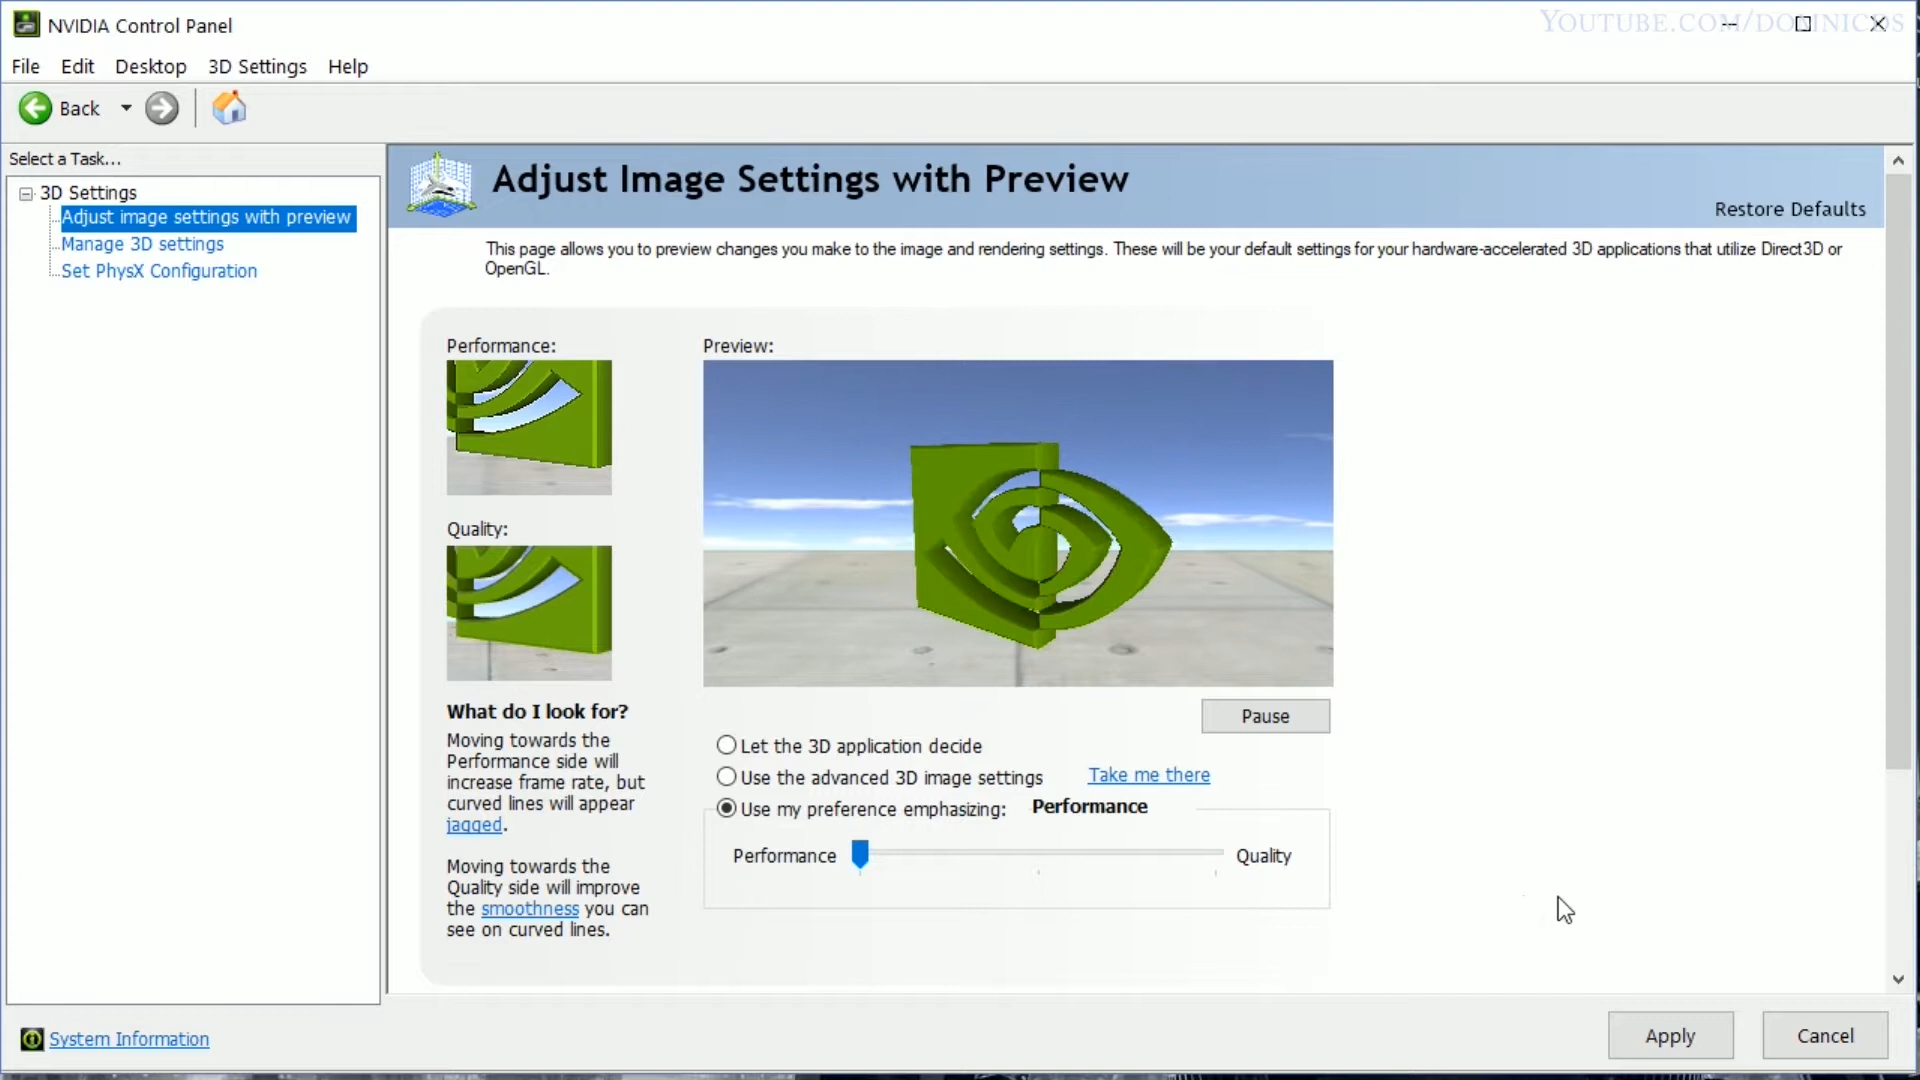 YOUTUBE.COM/DOMINICDS
NVIDIA Control Panel
File Edit Desktop 3D Settings Help
Back
Select a Task...
3D Settings
Adjust image settings with preview
Manage 3D settings
Set PhysX Configuration
Adjust Image Settings with Preview
Restore Defaults
This page allows you to preview changes you make to the image and rendering settings. These will be your default settings for your hardware-accelerated 3D applications that utilize Direct3D or
OpenGL.
Performance:
Quality:
What do I look for?
Moving towards the
Performance side will
increase frame rate, but
curved lines will appear
jagged.
Moving towards the
Quality side will improve
the smoothness you can
see on curved lines.
Preview:
Pause
Let the 3D application decide
Use the advanced 3D image settings Take me there
Use my preference emphasizing: Performance
Performance Quality
System Information
Apply Cancel